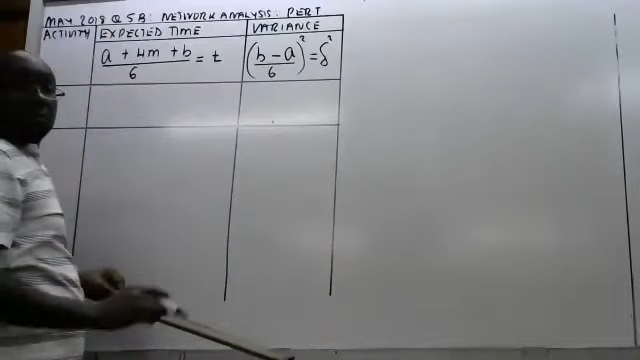 MAY 2018 Q 5B: NETWORK ANALYSIS: PERT
ACTIVITY EXPECTED TIME VARIANCE
(a + 4m + b)/6 = t ((b - a)/6)² = δ²